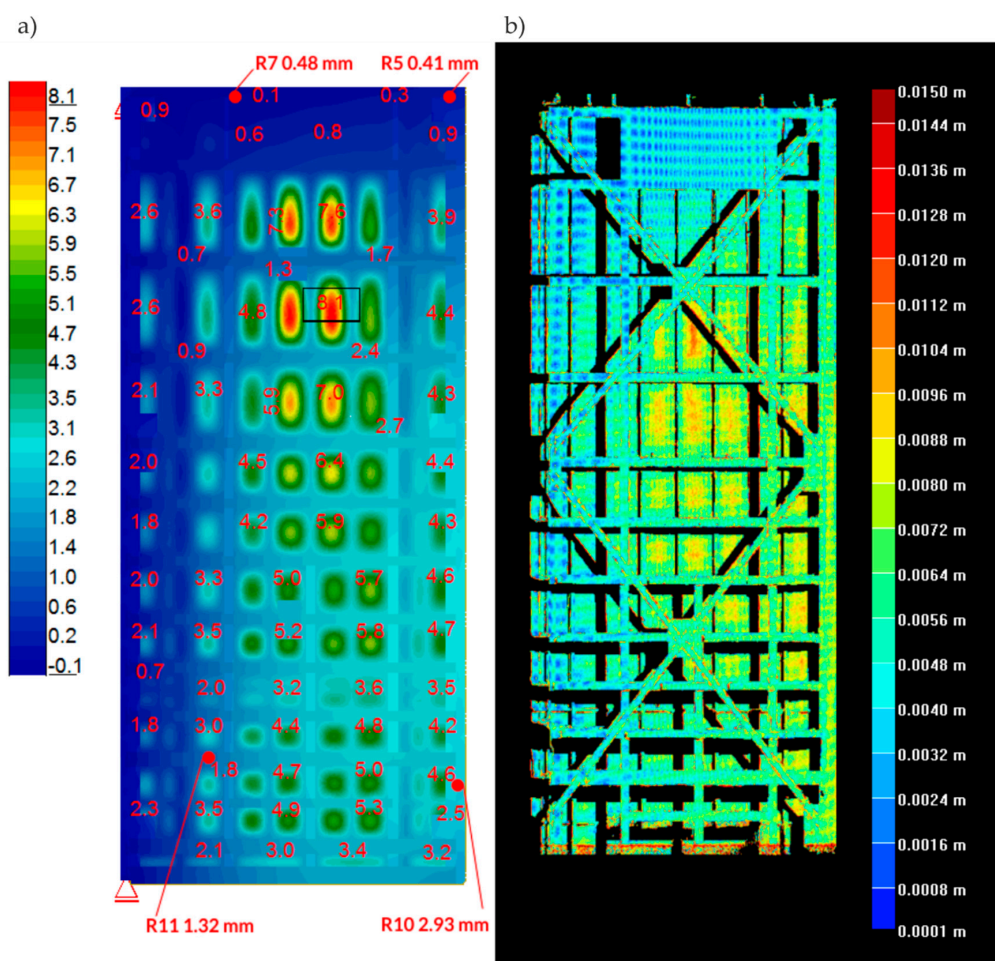 a)
b)
R7 0.48 mm
R5 0.41 mm
8.1
7.5
7.1
6.7
6.3
5.9
5.5
5.1
4.7
4.3
3.9
3.5
3.1
2.6
2.2
1.8
1.4
1.0
0.6
0.2
-0.1
0.9 0.1 0.3
0.6 0.8 0.9
2.6 3.6 7.3 7.6 3.9
0.7 1.7
1.3
2.6 4.8 8.1 4.4
0.9 2.4
2.1 3.3 5.9 7.0 4.3
2.7
2.0 4.5 6.4 4.4
1.8 4.2 5.9 4.3
2.0 3.3 5.0 5.7 4.6
2.1 3.5 5.2 5.8 4.7
0.7
2.0 3.2 3.6 3.5
1.8 3.0 4.4 4.8 4.2
1.8 4.7 5.0 4.6
2.3 3.5 4.9 5.3 2.5
2.1 3.0 3.4 3.2
R11 1.32 mm
R10 2.93 mm
0.0150 m
0.0144 m
0.0136 m
0.0128 m
0.0120 m
0.0112 m
0.0104 m
0.0096 m
0.0088 m
0.0080 m
0.0072 m
0.0064 m
0.0056 m
0.0048 m
0.0040 m
0.0032 m
0.0024 m
0.0016 m
0.0008 m
0.0001 m